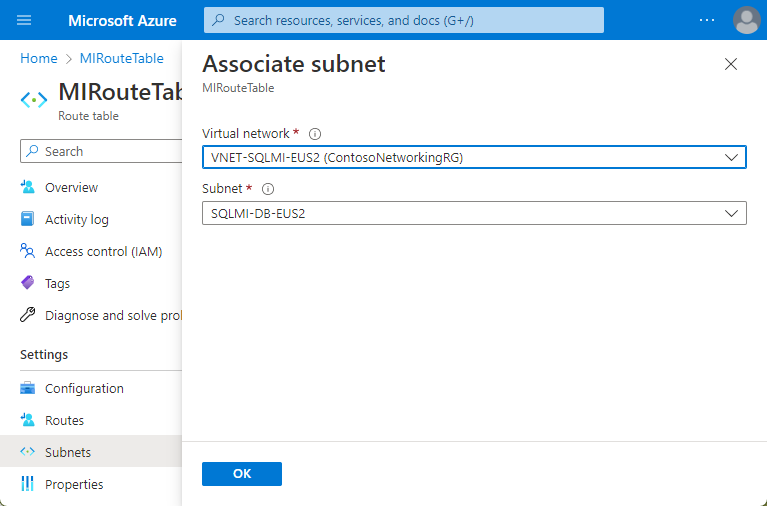 Microsoft Azure
Search resources, services, and docs (G+/)
Home > MIRouteTable
MIRouteTab
Route table
Search
Overview
Activity log
Access control (IAM)
Tags
Diagnose and solve prol
Settings
Configuration
Routes
Subnets
Properties
Associate subnet
MIRouteTable
Virtual network *
VNET-SQLMI-EUS2 (ContosoNetworkingRG)
Subnet *
SQLMI-DB-EUS2
OK